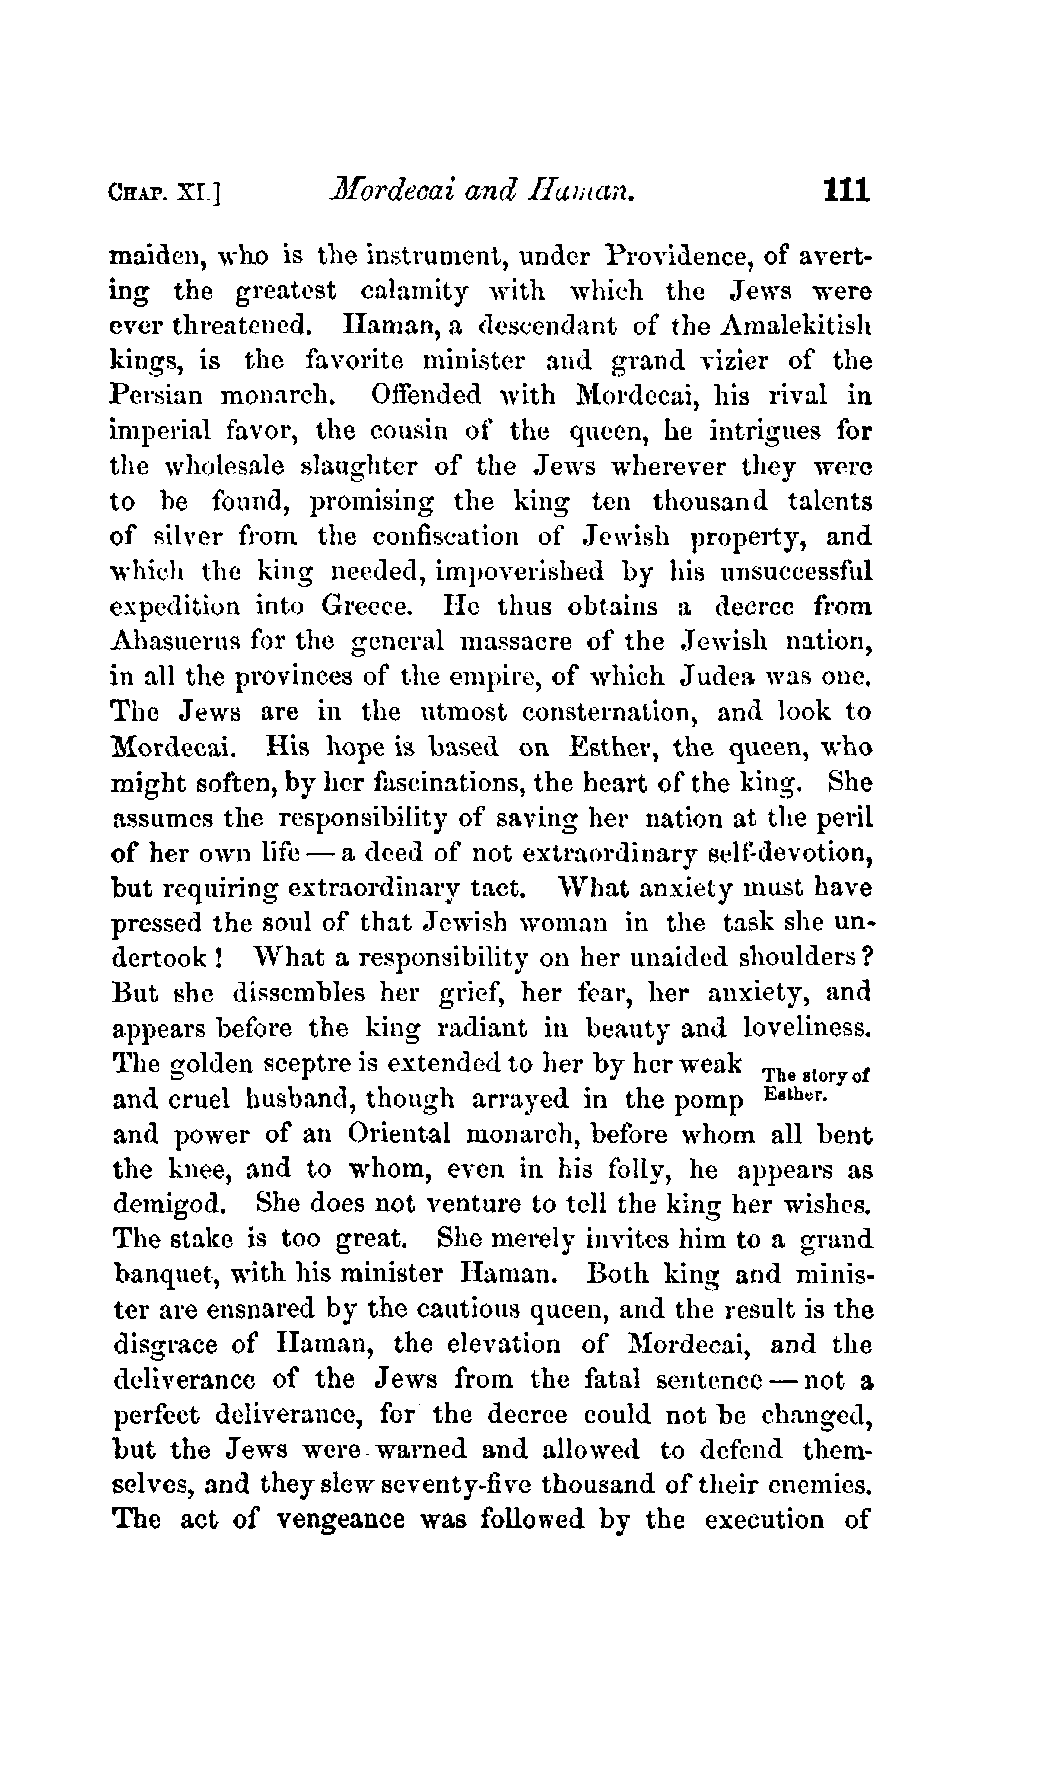 CHAP. XI.] Mordecai and Haman. 111
maiden, who is the instrument, under Providence, of avert-
ing the greatest calamity with which the Jews were
ever threatened. Haman, a descendant of the Amalekitish
kings, is the favorite minister and grand vizier of the
Persian monarch. Offended with Mordecai, his rival in
imperial favor, the cousin of the queen, he intrigues for
the wholesale slaughter of the Jews wherever they were
to be found, promising the king ten thousand talents
of silver from the confiscation of Jewish property, and
which the king needed, impoverished by his unsuccessful
expedition into Greece. He thus obtains a decree from
Ahasuerus for the general massacre of the Jewish nation,
in all the provinces of the empire, of which Judea was one.
The Jews are in the utmost consternation, and look to
Mordecai. His hope is based on Esther, the queen, who
might soften, by her fascinations, the heart of the king. She
assumes the responsibility of saving her nation at the peril
of her own life — a deed of not extraordinary self-devotion,
but requiring extraordinary tact. What anxiety must have
pressed the soul of that Jewish woman in the task she un-
dertook! What a responsibility on her unaided shoulders?
But she dissembles her grief, her fear, her anxiety, and
appears before the king radiant in beauty and loveliness.
The golden sceptre is extended to her by her weak The story of
and cruel husband, though arrayed in the pomp Esther.
and power of an Oriental monarch, before whom all bent
the knee, and to whom, even in his folly, he appears as
demigod. She does not venture to tell the king her wishes.
The stake is too great. She merely invites him to a grand
banquet, with his minister Haman. Both king and minis-
ter are ensnared by the cautious queen, and the result is the
disgrace of Haman, the elevation of Mordecai, and the
deliverance of the Jews from the fatal sentence — not a
perfect deliverance, for the decree could not be changed,
but the Jews were warned and allowed to defend them-
selves, and they slew seventy-five thousand of their enemies.
The act of vengeance was followed by the execution of